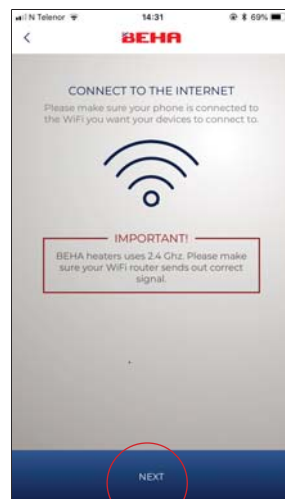 N Telenor 14:31 69%
BEHA
CONNECT TO THE INTERNET
Please make sure your phone is connected to
the WiFi you want your devices to connect to.
IMPORTANT!
BEHA heaters uses 2.4 Ghz. Please make
sure your WiFi router sends out correct
signal.
NEXT